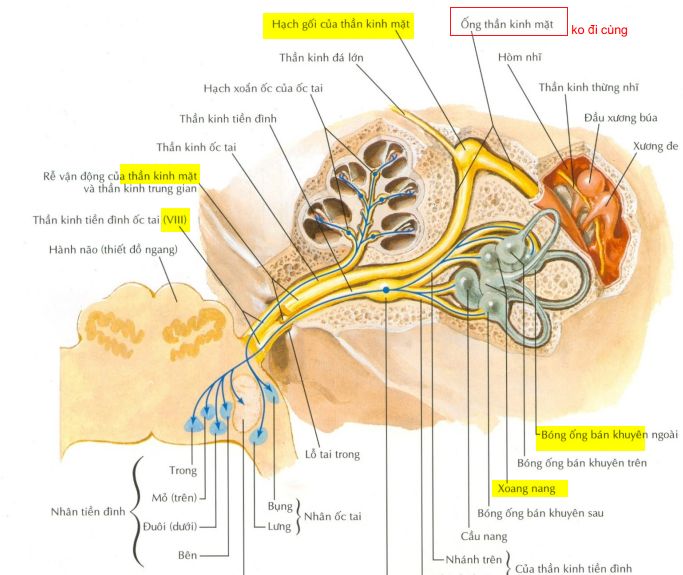 Hạch gối của thần kinh mặt
Ống thần kinh mặt
ko đi cùng
Thần kinh đá lớn
Hòm nhĩ
Hạch xoắn ốc của ốc tai
Thần kinh thừng nhĩ
Thần kinh tiền đình
Đầu xương búa
Thần kinh ốc tai
Xương đe
Rễ vận động của thần kinh mặt
và thần kinh trung gian
Thần kinh tiền đình ốc tai (VIII)
Hành não (thiết đồ ngang)
Bóng ống bán khuyên ngoài
Lỗ tai trong
Bóng ống bán khuyên trên
Trong
Xoang nang
Mỏ (trên)
Bụng
Nhân tiền đình
Nhân ốc tai
Bóng ống bán khuyên sau
Đuôi (dưới)
Lưng
Cầu nang
Bên
Nhánh trên
Của thần kinh tiền đình